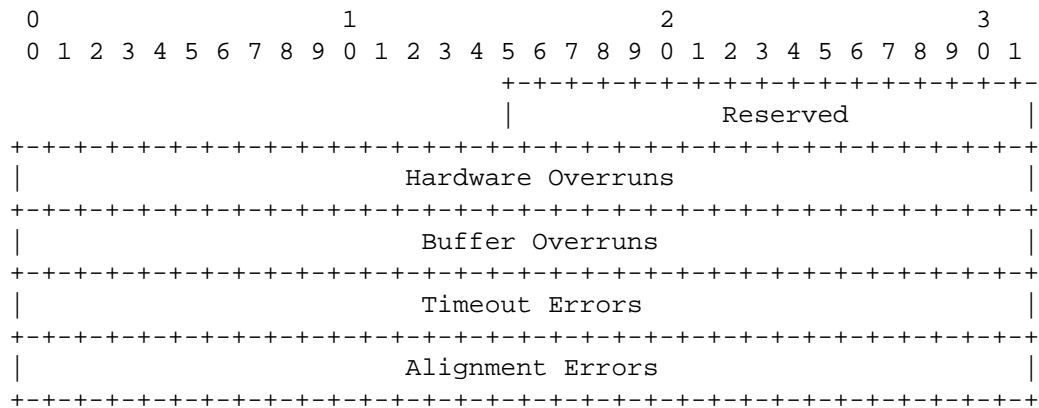 0                   1                   2                   3
 0 1 2 3 4 5 6 7 8 9 0 1 2 3 4 5 6 7 8 9 0 1 2 3 4 5 6 7 8 9 0 1
                               +-+-+-+-+-+-+-+-+-+-+-+-+-+-+-+-+-
                               |             Reserved           |
+-+-+-+-+-+-+-+-+-+-+-+-+-+-+-+-+-+-+-+-+-+-+-+-+-+-+-+-+-+-+-+-+
|                        Hardware Overruns                      |
+-+-+-+-+-+-+-+-+-+-+-+-+-+-+-+-+-+-+-+-+-+-+-+-+-+-+-+-+-+-+-+-+
|                         Buffer Overruns                       |
+-+-+-+-+-+-+-+-+-+-+-+-+-+-+-+-+-+-+-+-+-+-+-+-+-+-+-+-+-+-+-+-+
|                         Timeout Errors                        |
+-+-+-+-+-+-+-+-+-+-+-+-+-+-+-+-+-+-+-+-+-+-+-+-+-+-+-+-+-+-+-+-+
|                        Alignment Errors                       |
+-+-+-+-+-+-+-+-+-+-+-+-+-+-+-+-+-+-+-+-+-+-+-+-+-+-+-+-+-+-+-+-+